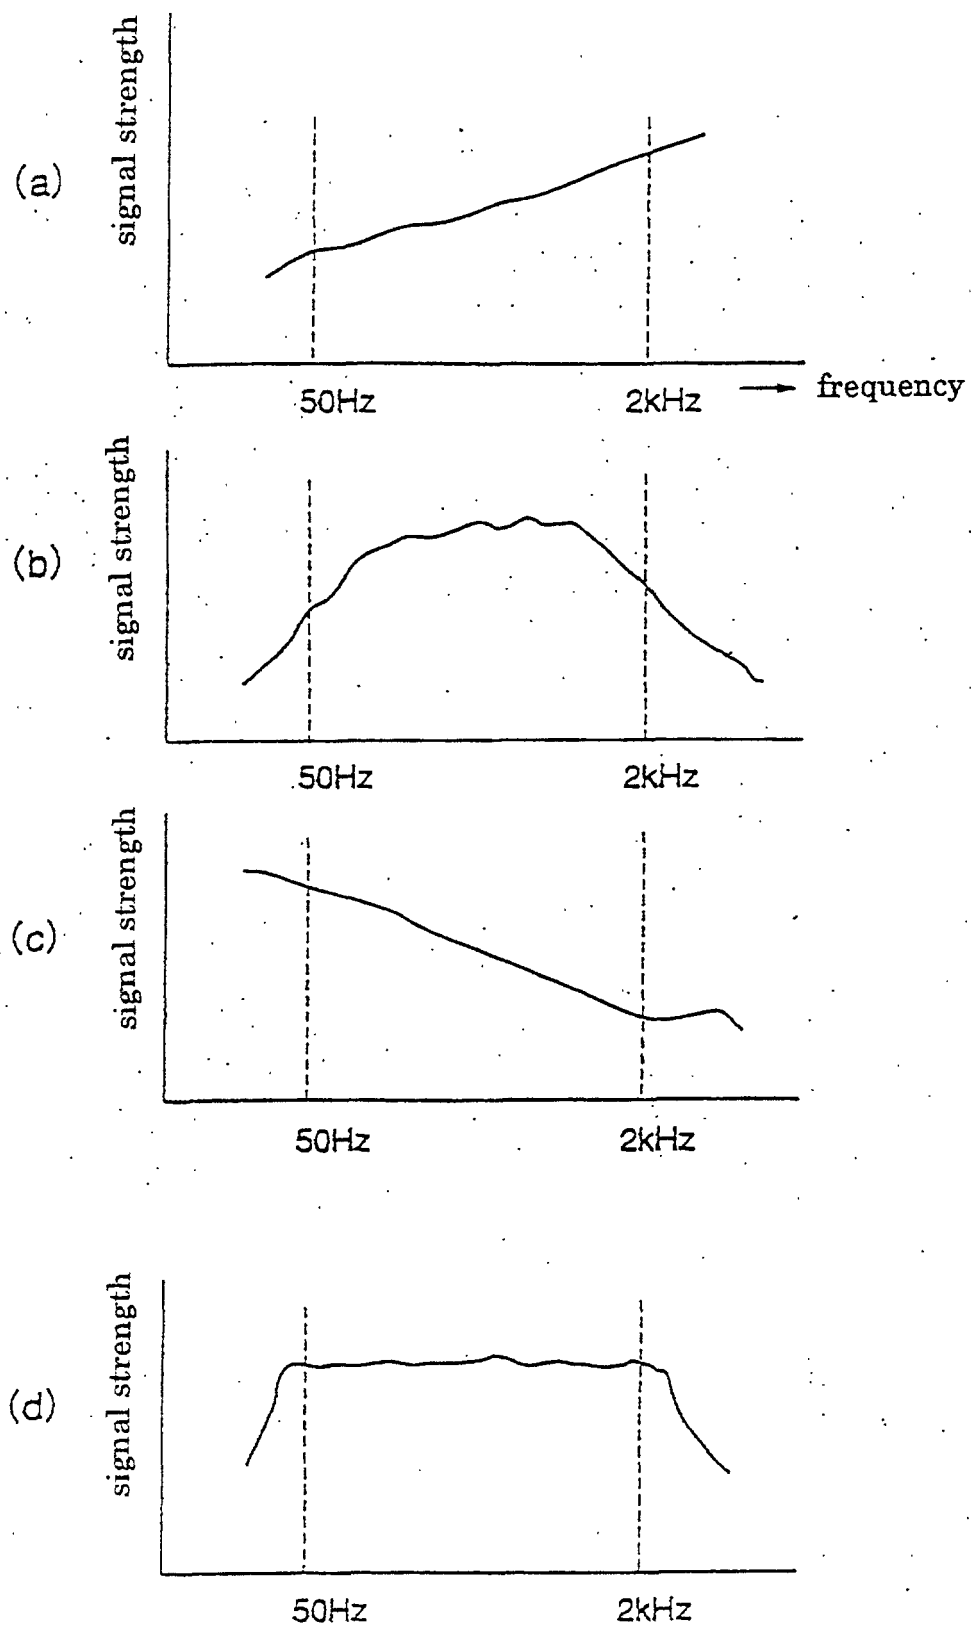 (a)
signal strength
50Hz
2kHz
frequency
(b)
signal strength
50Hz
2kHz
(c)
signal strength
50Hz
2kHz
(d)
signal strength
50Hz
2kHz